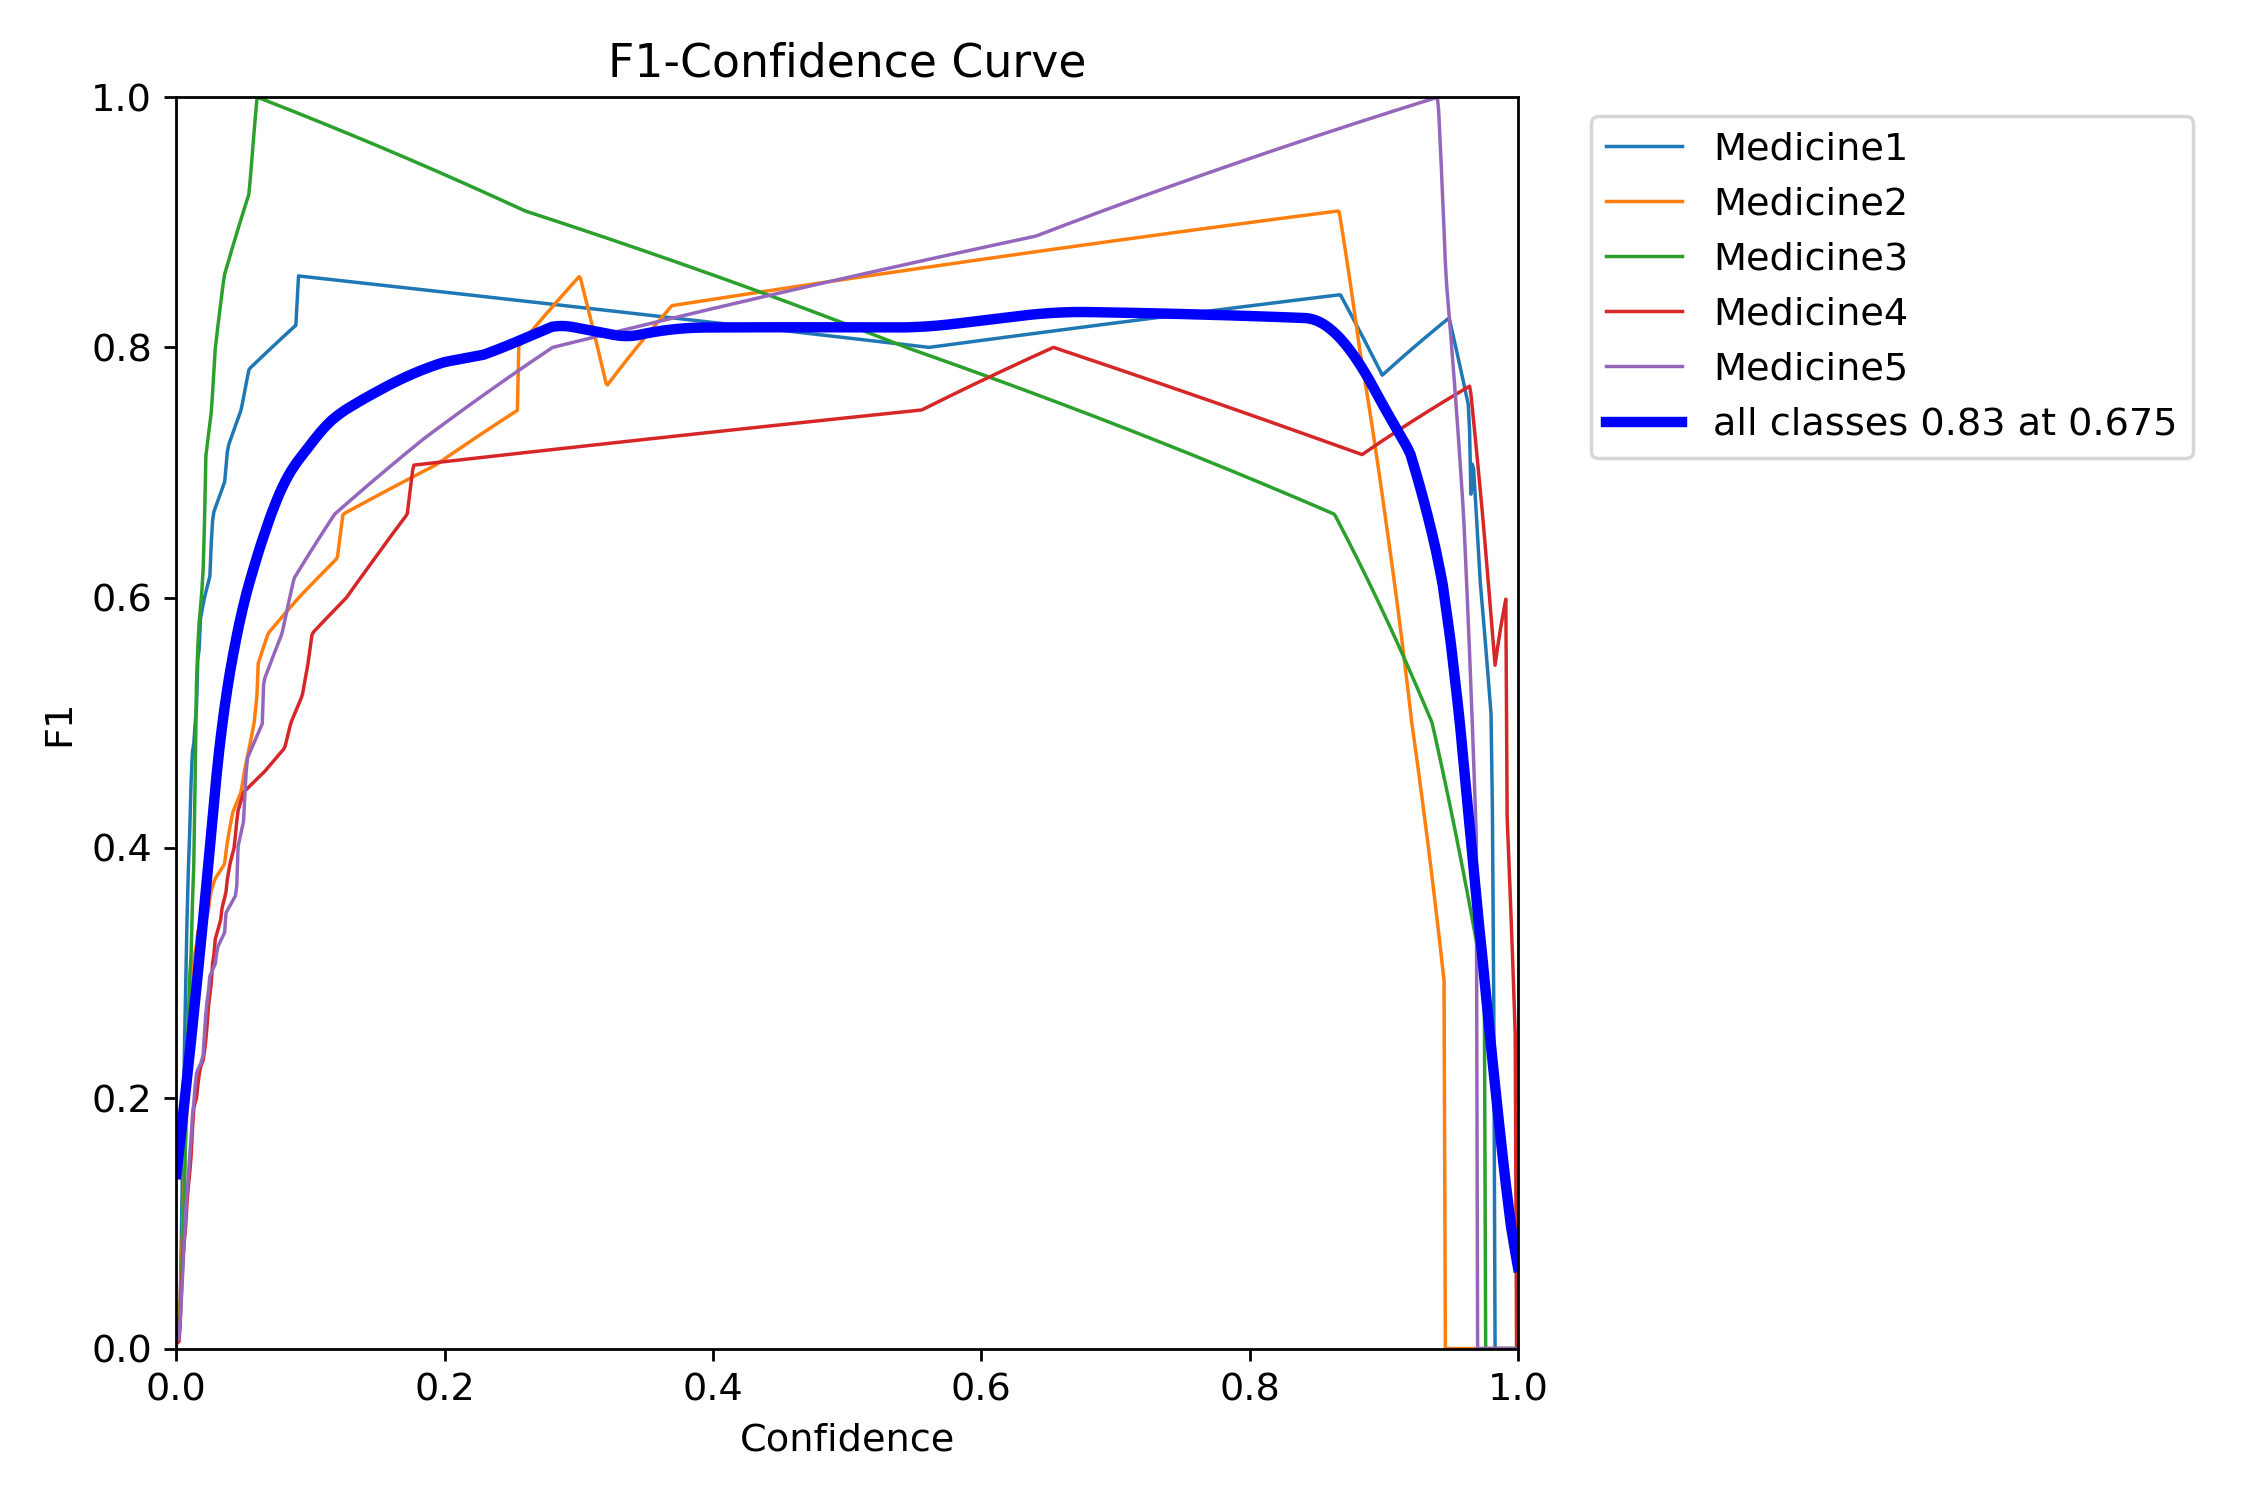 F1-Confidence Curve
1.0
0.8
0.6
0.4
0.2
0.0
F1
0.0 0.2 0.4 0.6 0.8 1.0
Confidence
Medicine1
Medicine2
Medicine3
Medicine4
Medicine5
all classes 0.83 at 0.675